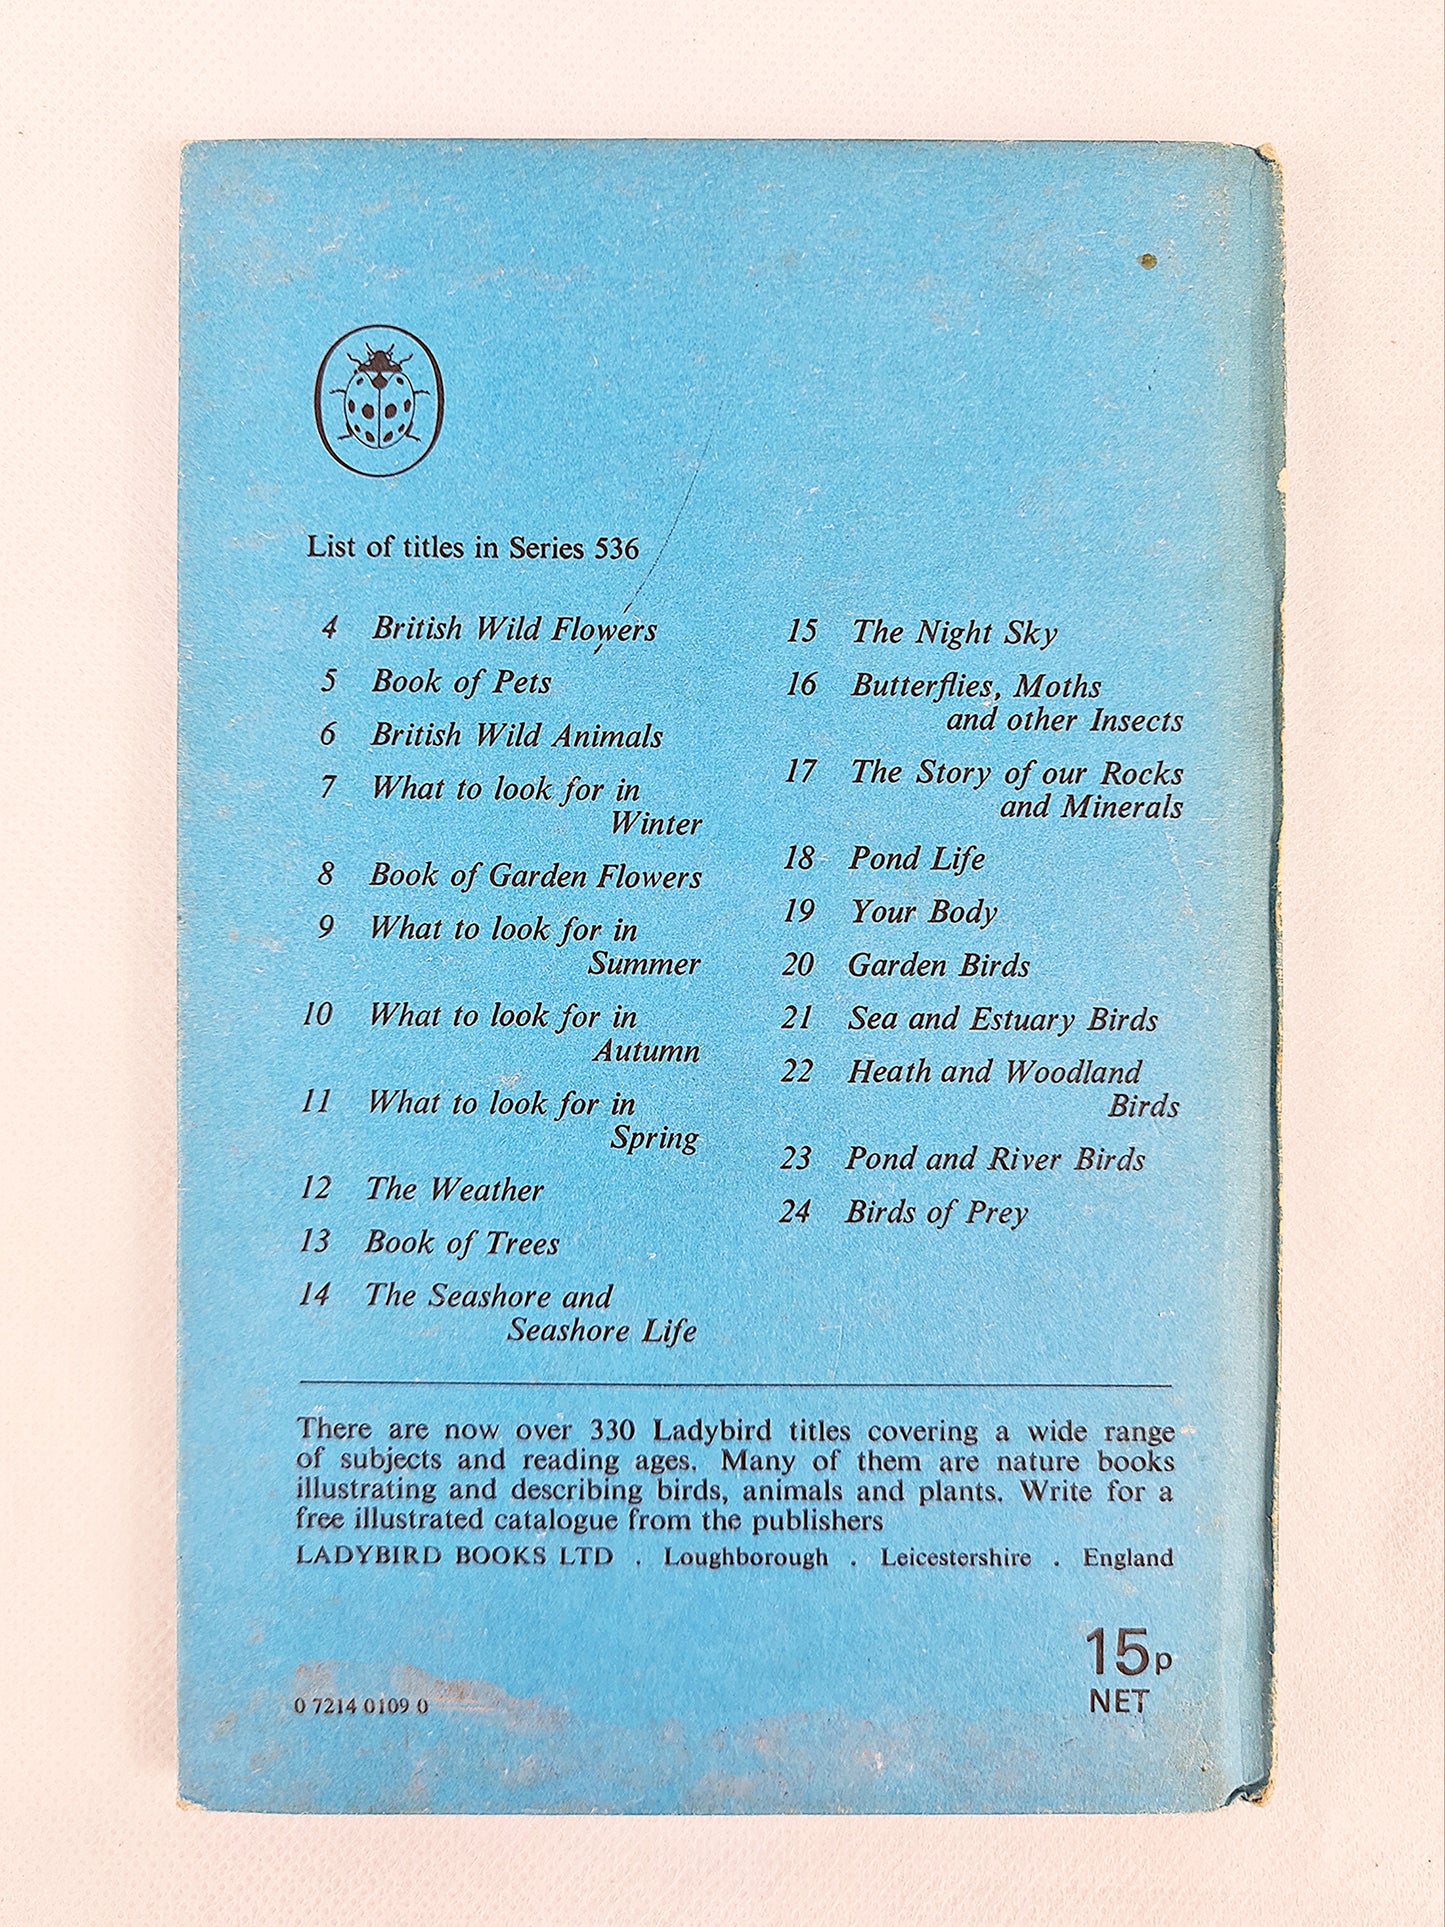 List of titles in Series 536
4 British Wild Flowers
5 Book of Pets
6 British Wild Animals
7 What to look for in
Winter
8 Book of Garden Flowers
9 What to look for in
Summer
10 What to look for in
Autumn
11 What to look for in
Spring
12 The Weather
13 Book of Trees
14 The Seashore and
Seashore Life
15 The Night Sky
16 Butterflies, Moths
and other Insects
17 The Story of our Rocks
and Minerals
18 Pond Life
19 Your Body
20 Garden Birds
21 Sea and Estuary Birds
22 Heath and Woodland
Birds
23 Pond and River Birds
24 Birds of Prey
There are now over 330 Ladybird titles covering a wide range
of subjects and reading ages. Many of them are nature books
illustrating and describing birds, animals and plants. Write for a
free illustrated catalogue from the publishers
LADYBIRD BOOKS LTD . Loughborough . Leicestershire . England
15p
NET
0 7214 0109 0